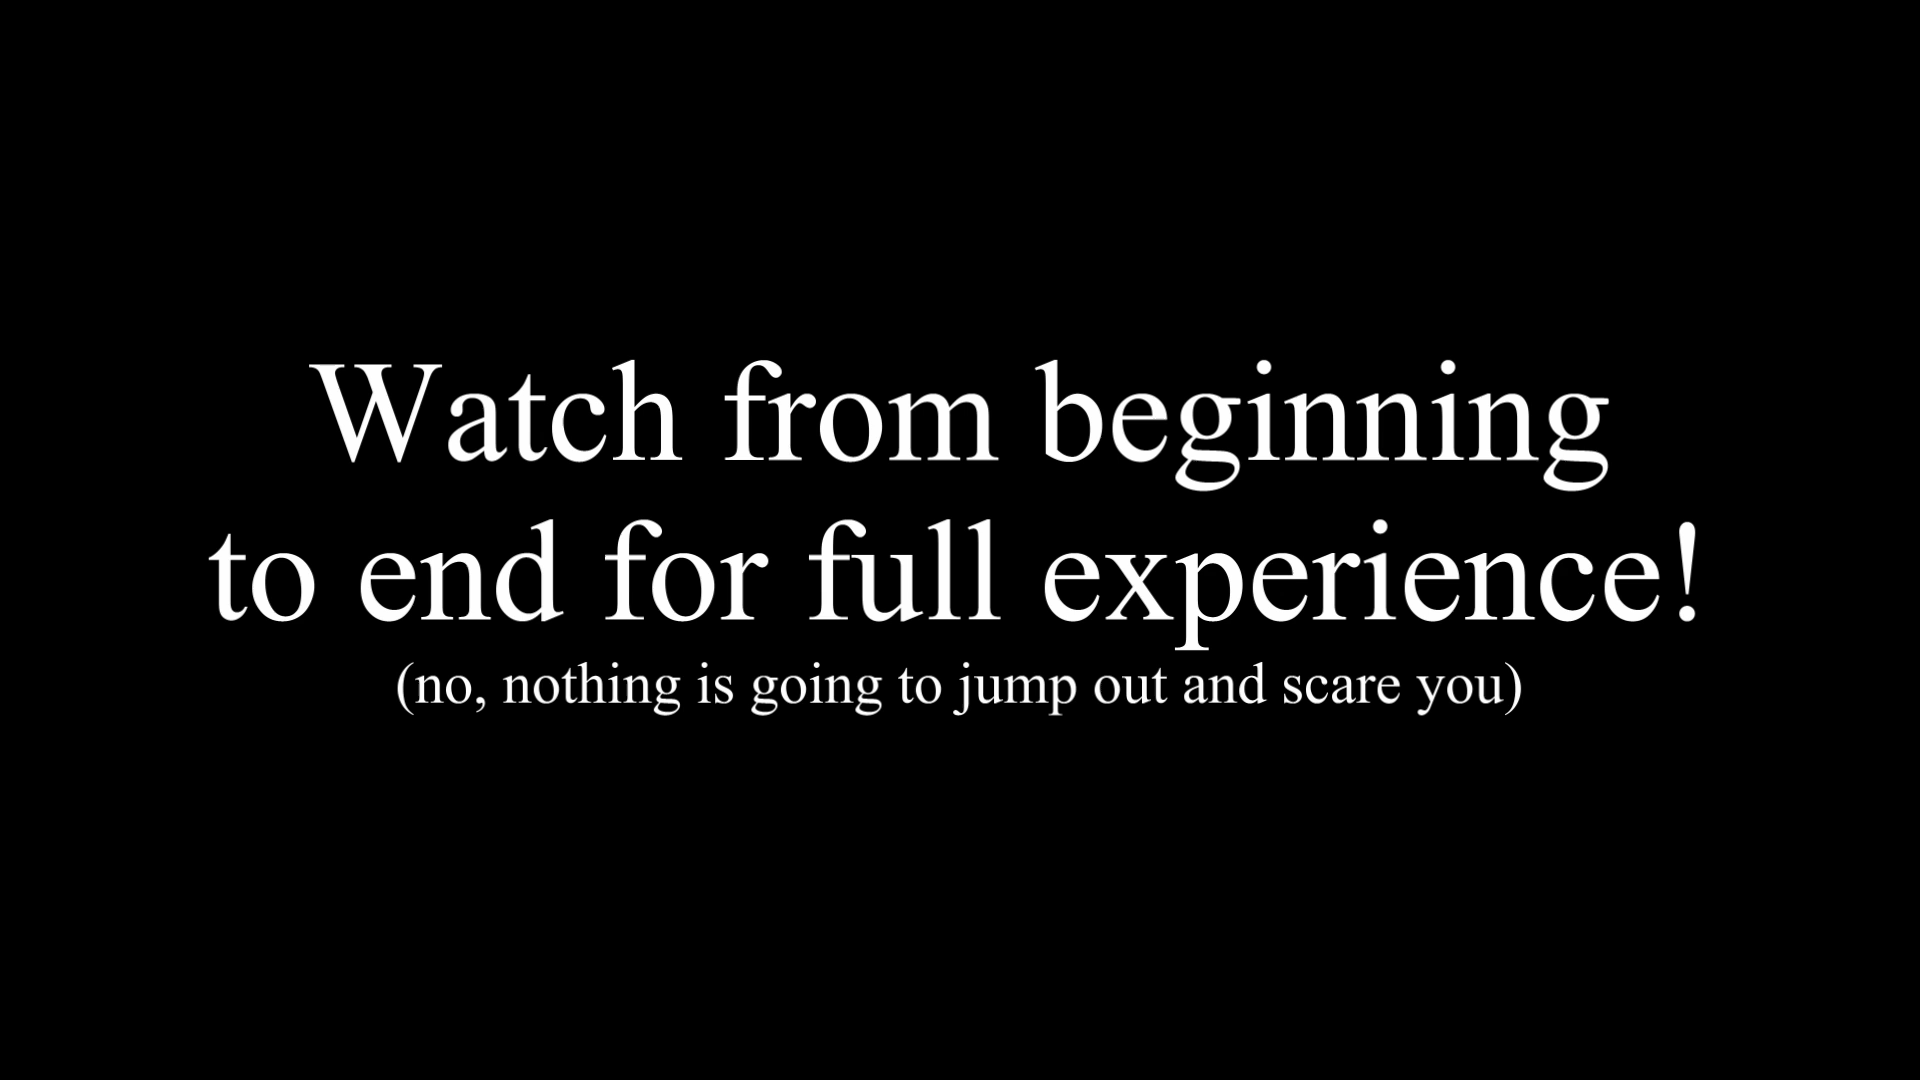 Watch from beginning
to end for full experience!
(no, nothing is going to jump out and scare you)